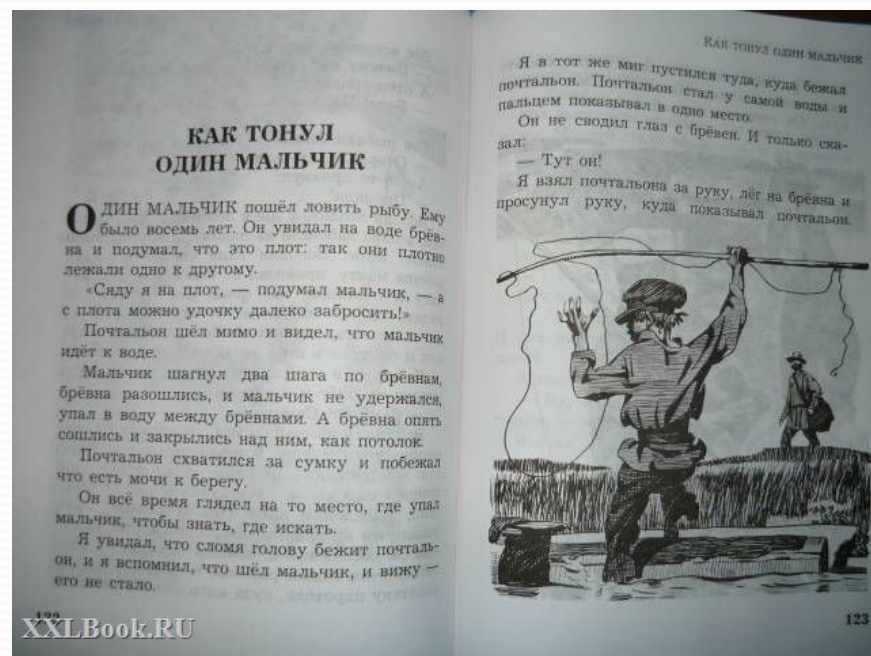 КАК ТОНУЛ
ОДИН МАЛЬЧИК
ОДИН МАЛЬЧИК пошёл ловить рыбу. Ему
было восемь лет. Он увидал на воде брёв-
на и подумал, что это плот: так они плотно
лежали одно к другому.
«Сяду я на плот, — подумал мальчик, — а
с плота можно удочку далеко забросить!»
Почтальон шёл мимо и видел, что мальчик
идёт к воде.
Мальчик шагнул два шага по брёвнам,
брёвна разошлись, и мальчик не удержался,
упал в воду между брёвнами. А брёвна опять
сошлись и закрылись над ним, как потолок.
Почтальон схватился за сумку и побежал
что есть мочи к берегу.
Он всё время глядел на то место, где упал
мальчик, чтобы знать, где искать.
Я увидал, что сломя голову бежит почталь-
он, и я вспомнил, что шёл мальчик, и вижу —
его не стало.
122
XXLBook.RU
КАК ТОНУЛ ОДИН МАЛЬЧИК
Я в тот же миг пустился туда, куда бежал
почтальон. Почтальон стал у самой воды и
пальцем показывал в одно место.
Он не сводил глаз с брёвен. И только ска-
зал:
— Тут он!
Я взял почтальона за руку, лёг на брёвна и
просунул руку, куда показывал почтальон.
123